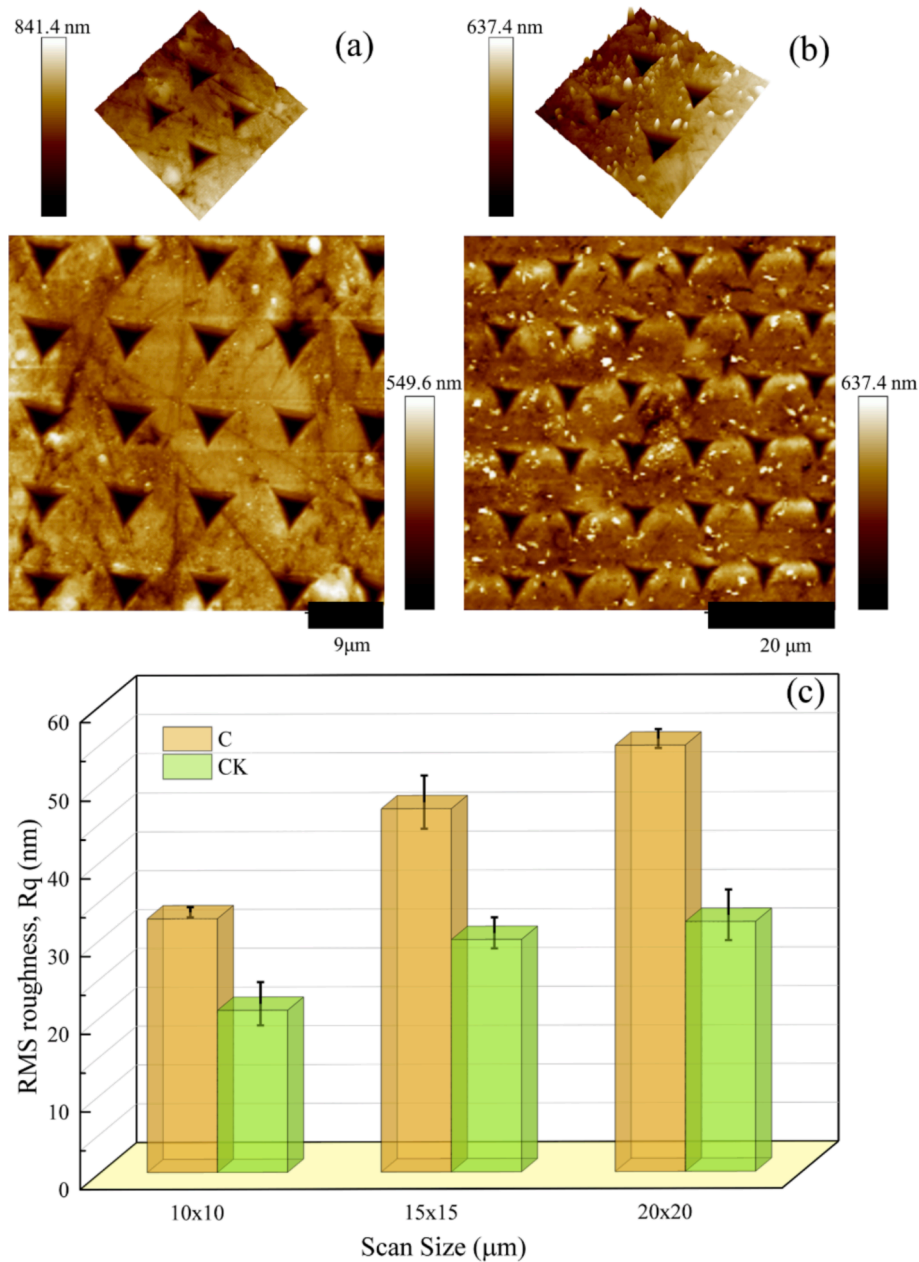 841.4 nm
(a)
637.4 nm
(b)
549.6 nm
637.4 nm
9μm
20 μm
(c)
C
CK
60
50
40
30
20
10
0
RMS roughness, Rq (nm)
10x10
15x15
20x20
Scan Size (μm)